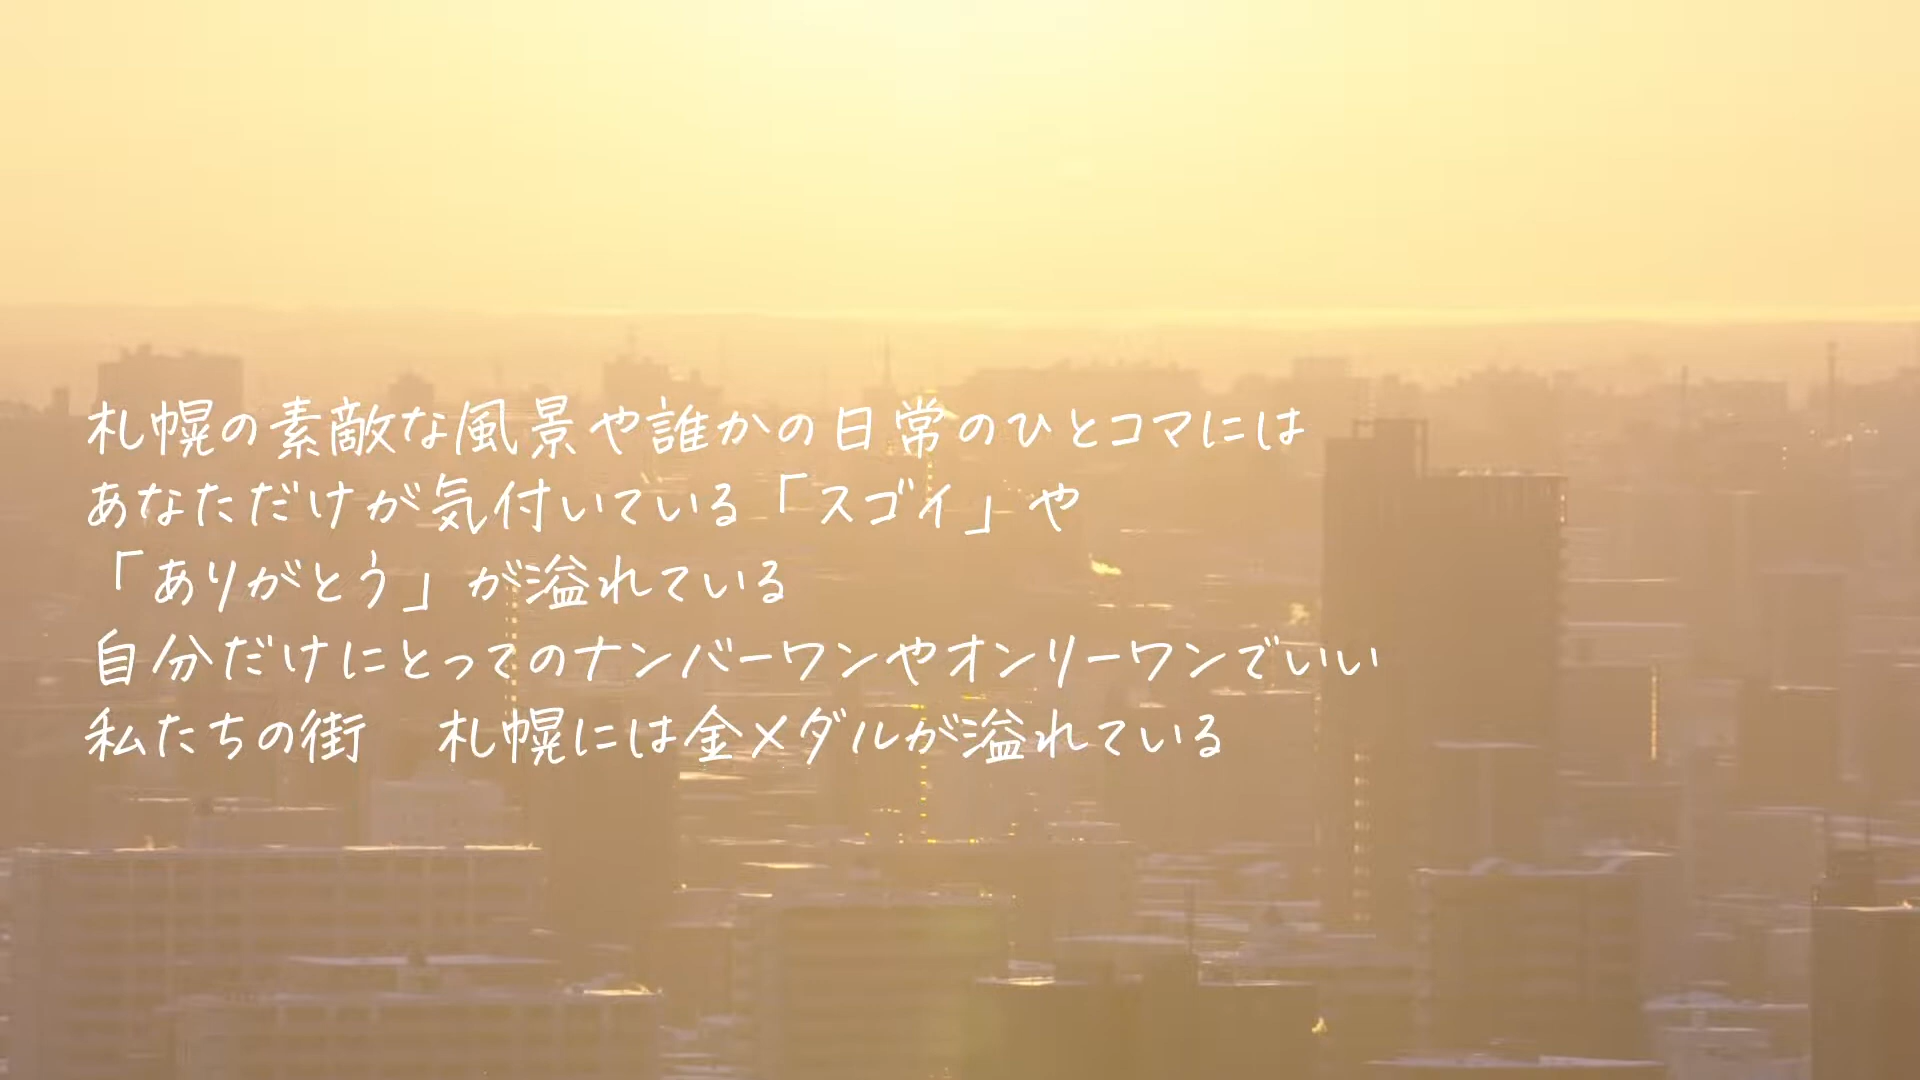 札幌の素敵な風景や誰かの日常のひとコマには
あなただけが気付いている「スゴイ」や
「ありがとう」が溢れている
自分だけにとってのナンバーワンやオンリーワンでいい
私たちの街　札幌には金メダルが溢れている